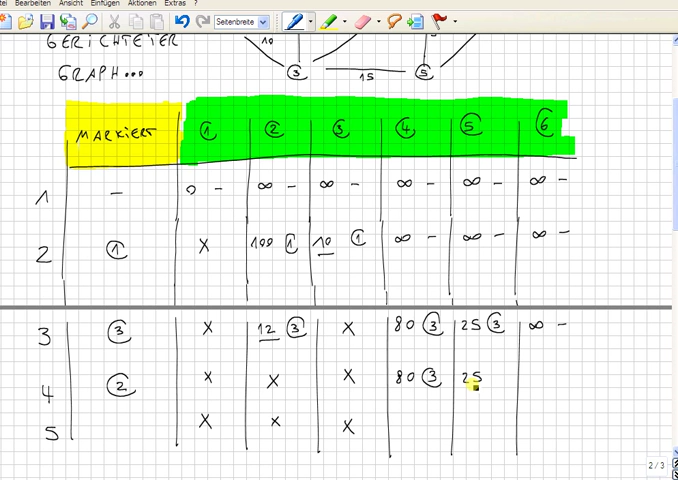 Bearbeiten Ansicht Einfügen Aktionen Extras ?
Seitenbreite
GERICHTETER
GRAPH...
10
3
15
5
MARKIERT 1 2 3 4 5 6
1 - 0 - ∞ - ∞ - ∞ - ∞ - ∞ -
2 1 X 100 1 10 1 ∞ - ∞ - ∞ -
3 3 X 12 3 X 80 3 25 3 ∞ -
4 2 X X X 80 3 25
5 X X X
2/3